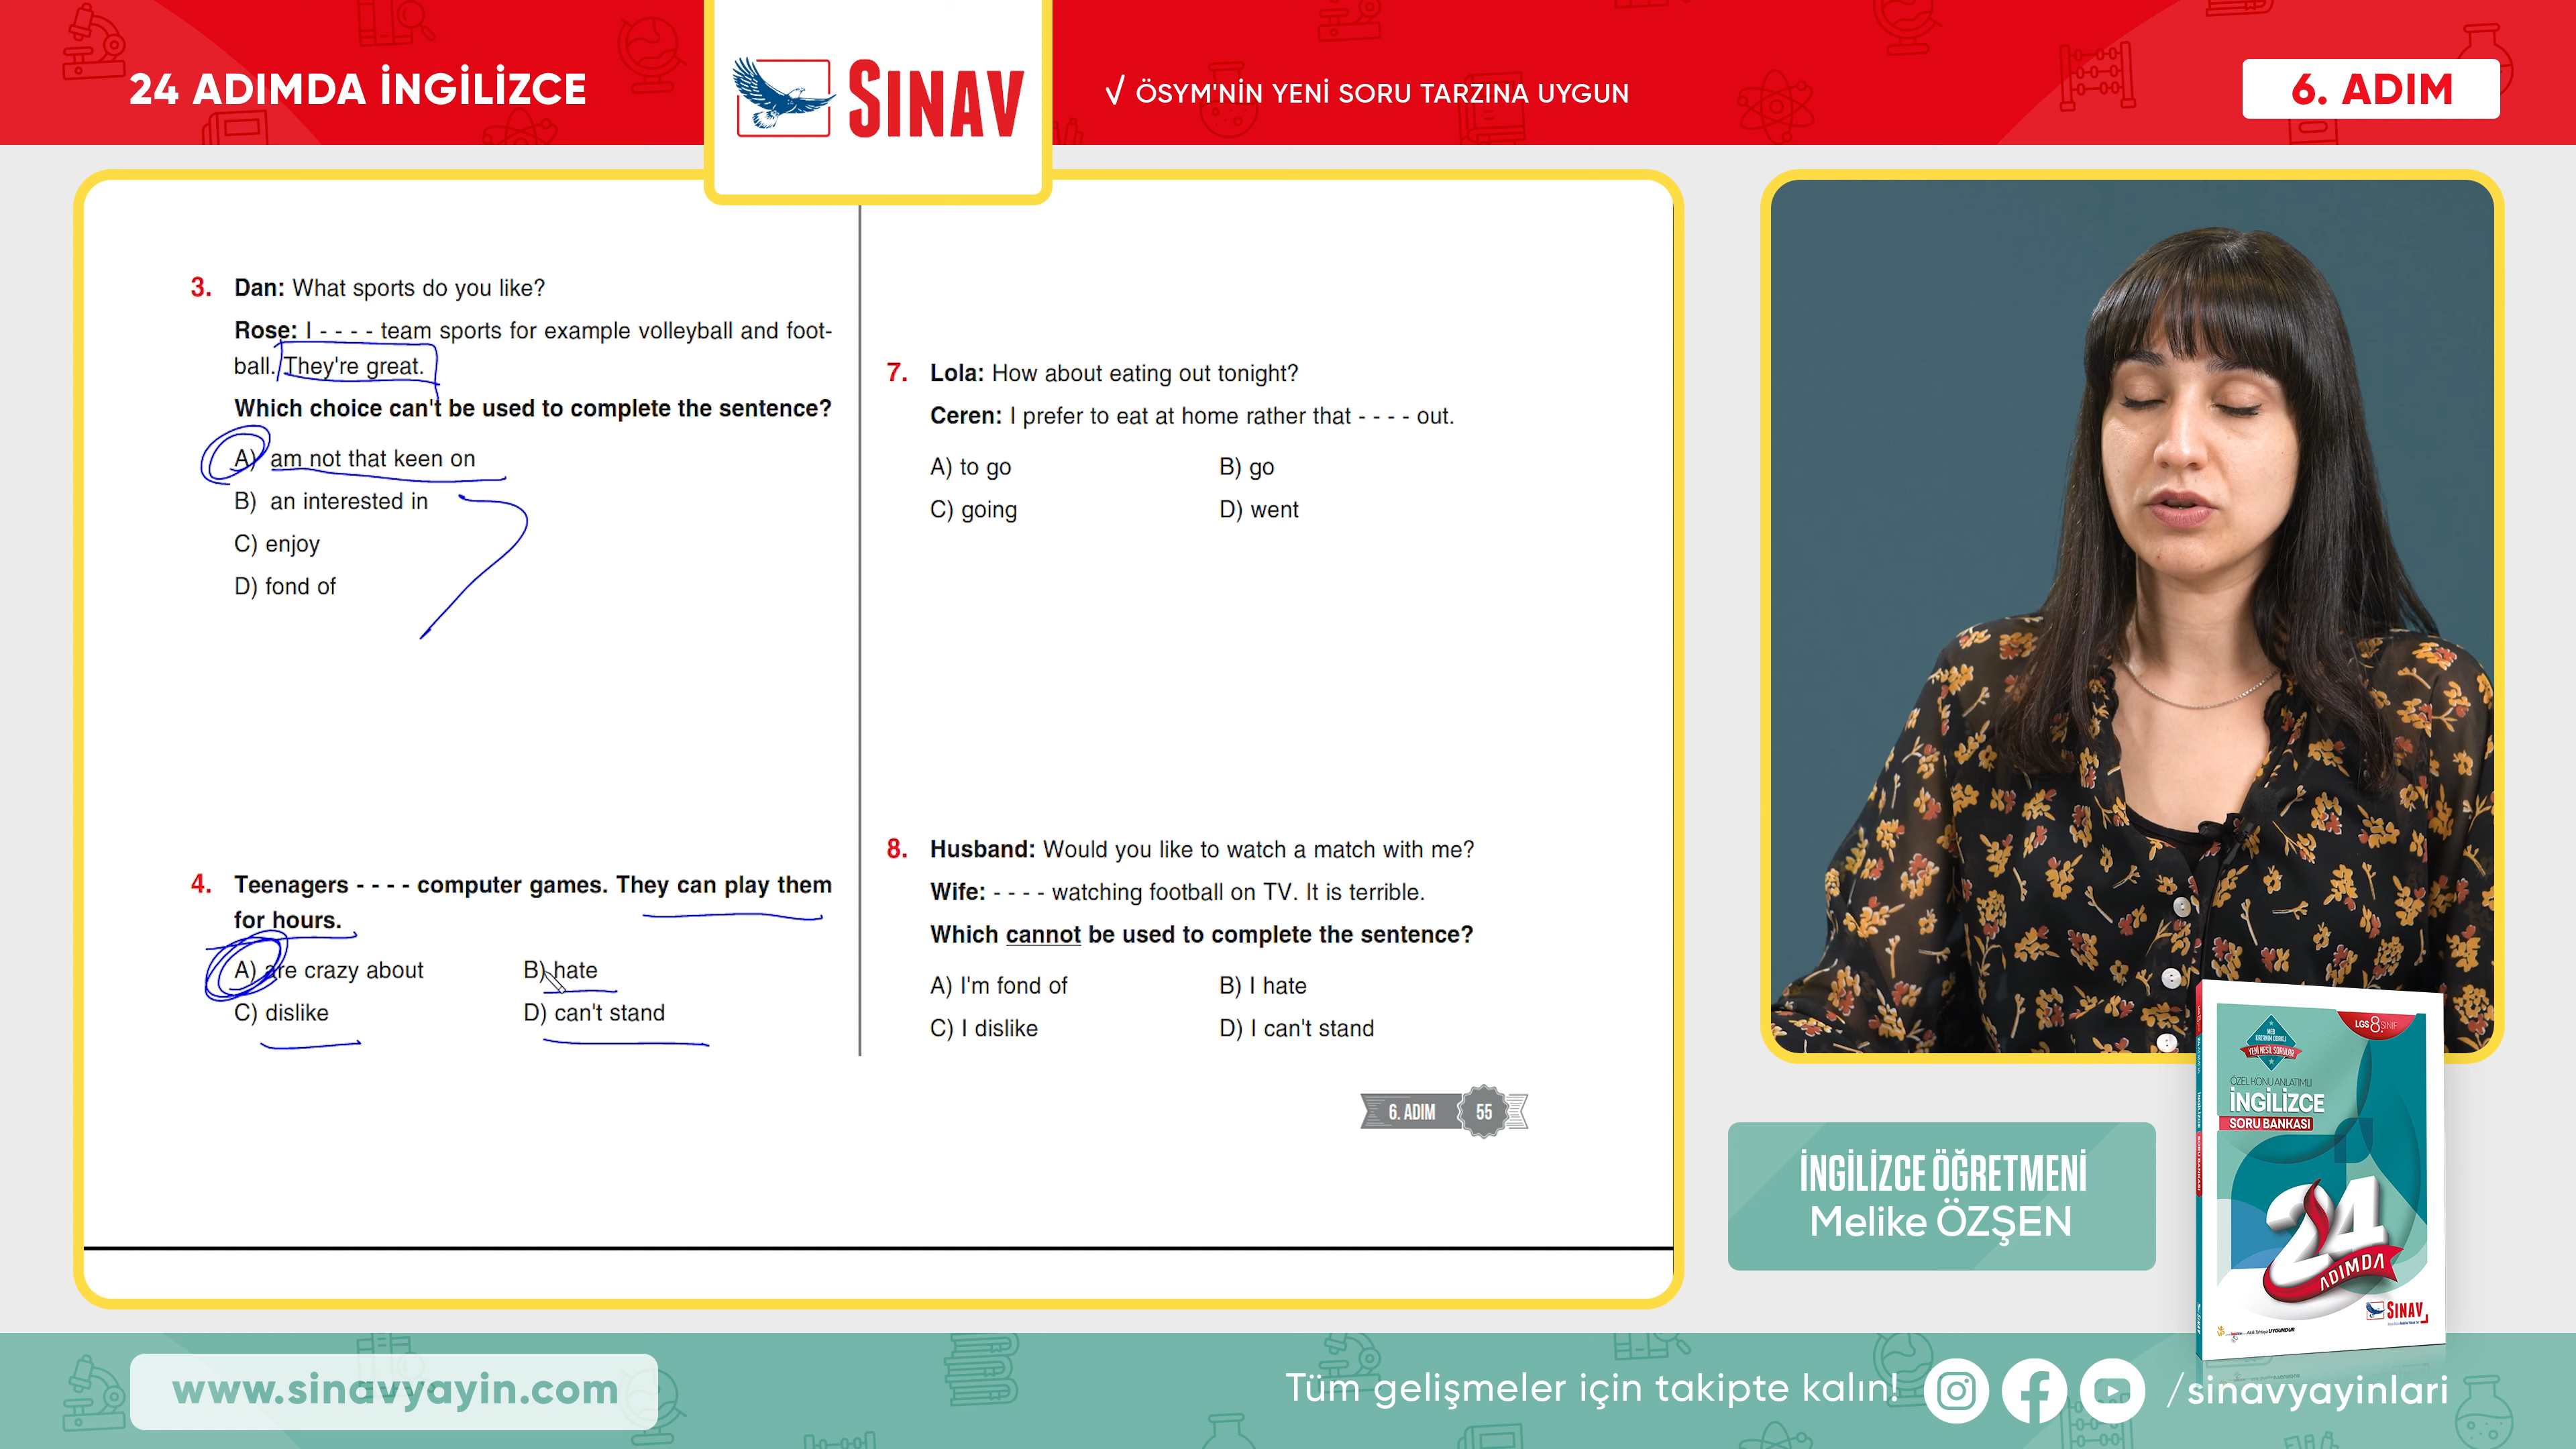 24 ADIMDA İNGİLİZCE
SINAV
√ ÖSYM'NİN YENİ SORU TARZINA UYGUN
6. ADIM
3. Dan: What sports do you like?
Rose: I - - - - team sports for example volleyball and foot-
ball. They're great.
Which choice can't be used to complete the sentence?
A) am not that keen on
B) an interested in
C) enjoy
D) fond of
4. Teenagers - - - - computer games. They can play them
for hours.
A) are crazy about
B) hate
C) dislike
D) can't stand
7. Lola: How about eating out tonight?
Ceren: I prefer to eat at home rather that - - - - out.
A) to go
B) go
C) going
D) went
8. Husband: Would you like to watch a match with me?
Wife: - - - - watching football on TV. It is terrible.
Which cannot be used to complete the sentence?
A) I'm fond of
B) I hate
C) I dislike
D) I can't stand
6. ADIM 55
İNGİLİZCE ÖĞRETMENİ
Melike ÖZŞEN
LGS 8.SINIF
YENİ NESİL SORULAR
ÖZEL KONU ANLATIMLI
İNGİLİZCE
SORU BANKASI
24
ADIMDA
SINAV
www.sinavyayin.com
Tüm gelişmeler için takipte kalın!
/sinavyayinlari